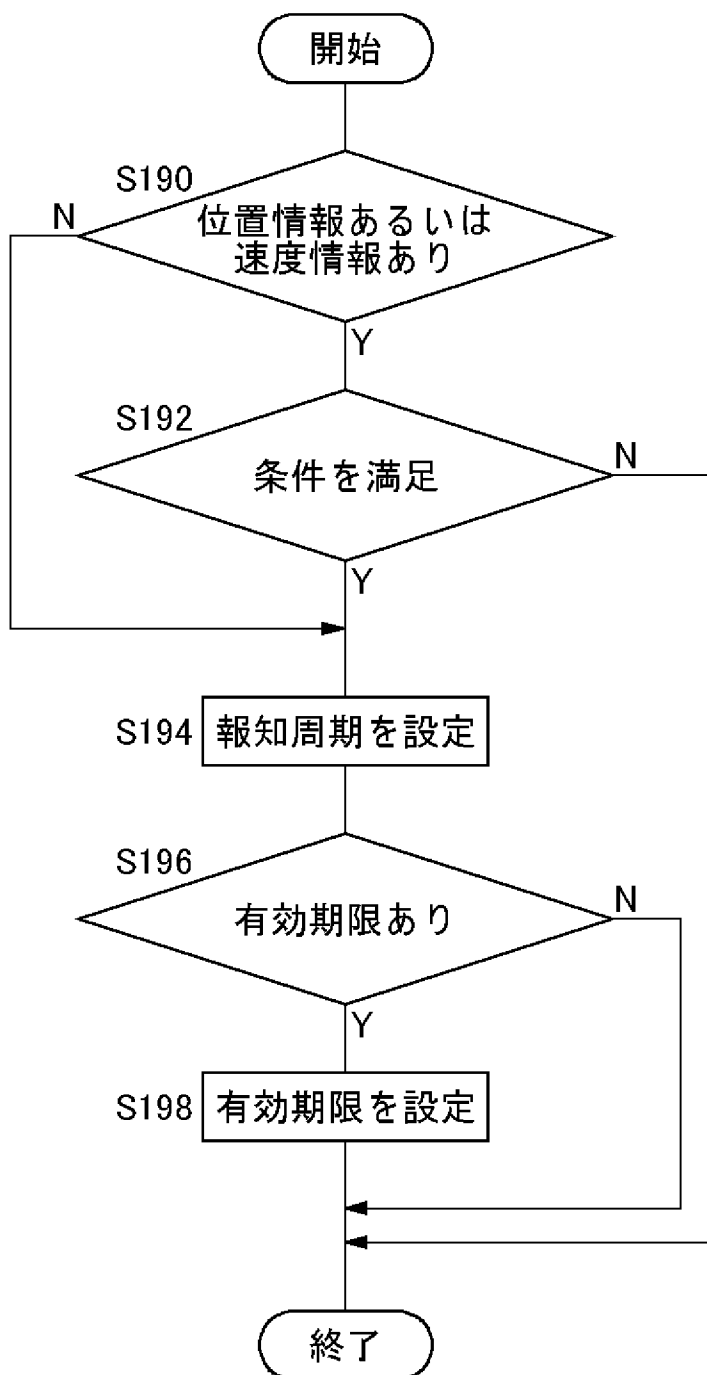 開始
S190
N
位置情報あるいは
速度情報あり
Y
S192
条件を満足
N
Y
S194
報知周期を設定
S196
有効期限あり
N
Y
S198
有効期限を設定
終了